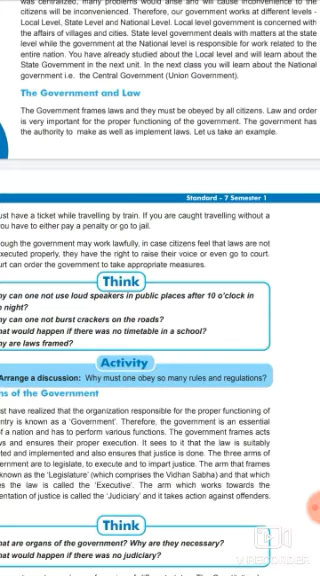 was centralized, many problems would arise and will cause inconvenience to the
citizens will be inconvenienced. Therefore, our government works at different levels -
Local Level, State Level and National Level. Local level government is concerned with
the affairs of villages and cities. State level government deals with matters at the state
level while the government at the National level is responsible for work related to the
entire nation. You have already studied about the Local level and will learn about the
State Government in the next unit. In the next class you will learn about the National
government i.e. the Central Government (Union Government).
The Government and Law
The Government frames laws and they must be obeyed by all citizens. Law and order
is very important for the proper functioning of the government. The government has
the authority to make as well as implement laws. Let us take an example.
Standard - 7 Semester 1
ust have a ticket while travelling by train. If you are caught travelling without a
ou have to either pay a penalty or go to jail.
ough the government may work lawfully, in case citizens feel that laws are not
xecuted properly, they have the right to raise their voice or even go to court.
urt can order the government to take appropriate measures.
Think
hy can one not use loud speakers in public places after 10 o'clock in
e night?
hy can one not burst crackers on the roads?
hat would happen if there was no timetable in a school?
hy are laws framed?
Activity
Arrange a discussion: Why must one obey so many rules and regulations?
ns of the Government
st have realized that the organization responsible for the proper functioning of
ntry is known as a 'Government'. Therefore, the government is an essential
of a nation and has to perform various functions. The government frames acts
ws and ensures their proper execution. It sees to it that the law is suitably
ted and implemented and also ensures that justice is done. The three arms of
ernment are to legislate, to execute and to impart justice. The arm that frames
known as the 'Legislature' (which comprises the Vidhan Sabha) and that which
es the law is called the 'Executive'. The arm which works towards the
entation of justice is called the 'Judiciary' and it takes action against offenders.
Think
hat are organs of the government? Why are they necessary?
hat would happen if there was no judiciary?